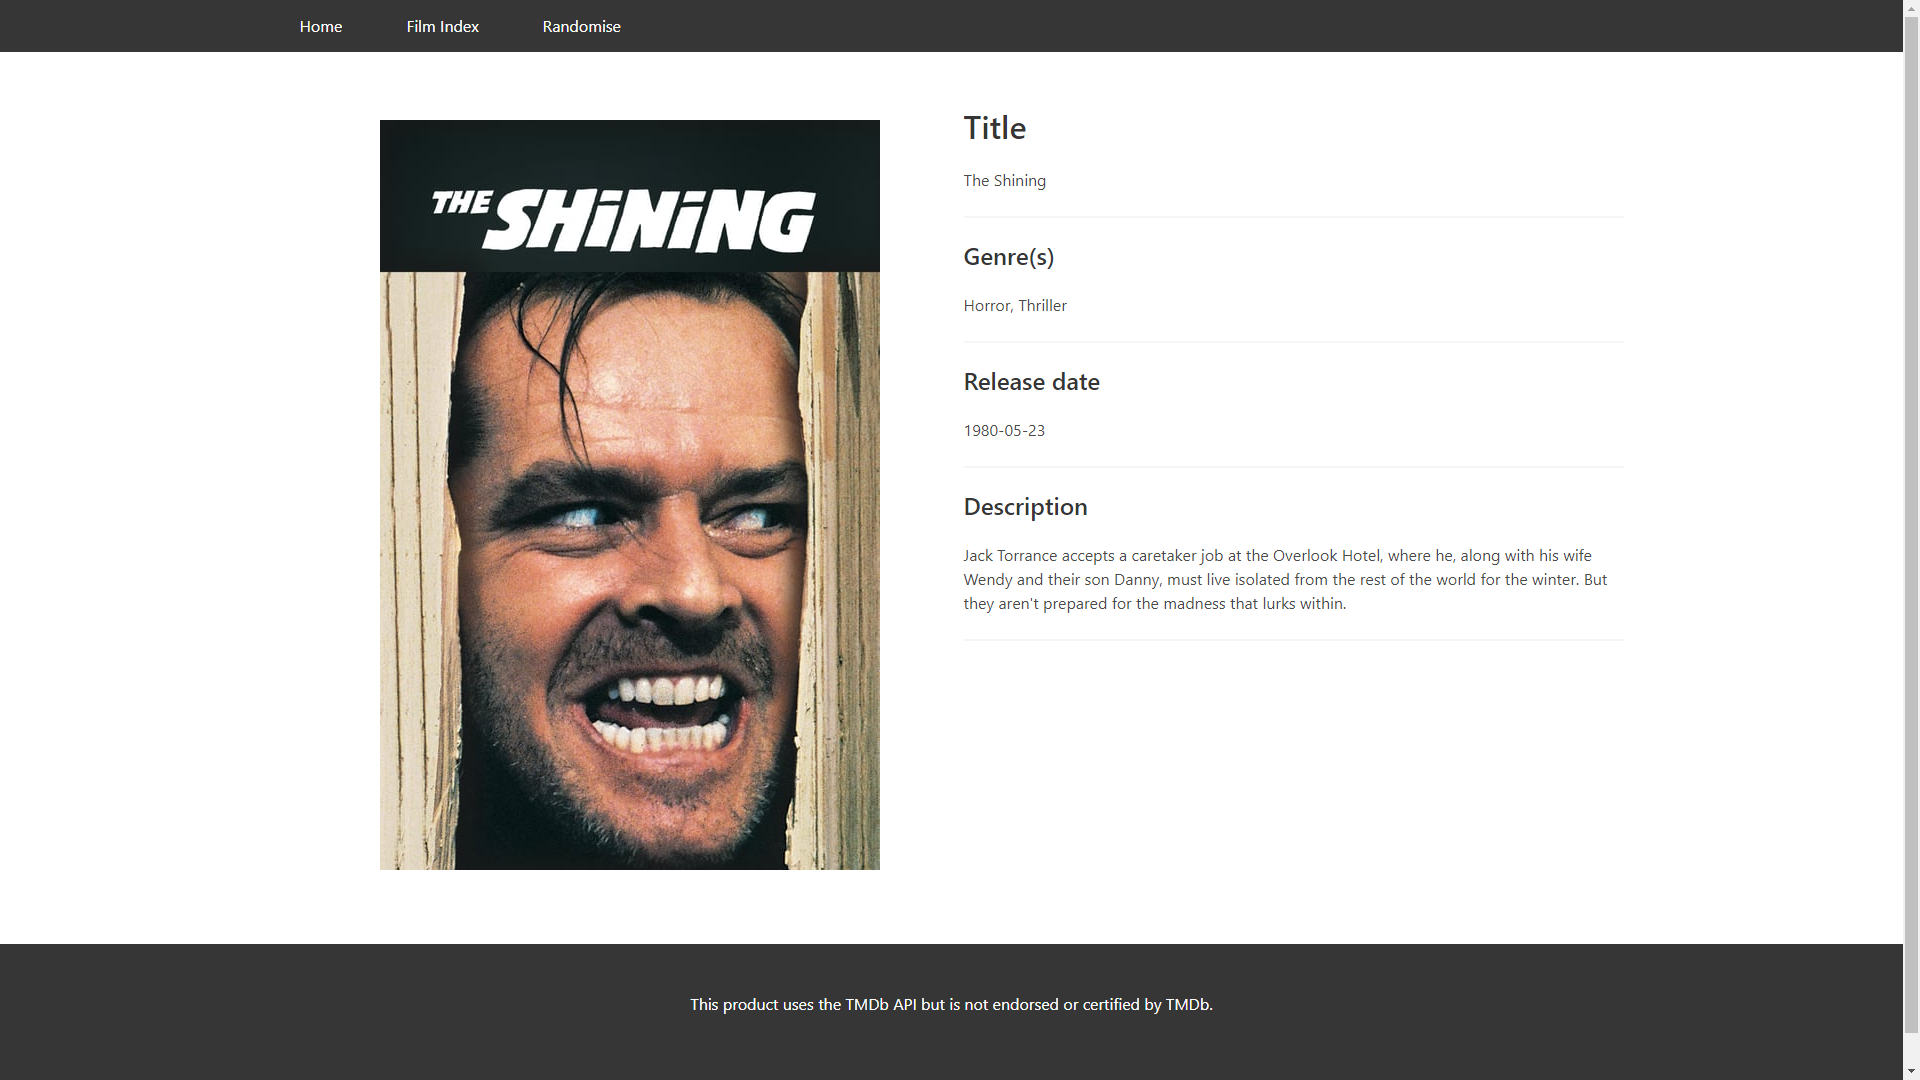 Home Film Index Randomise
THE SHiNiNG
Title
The Shining
Genre(s)
Horror, Thriller
Release date
1980-05-23
Description
Jack Torrance accepts a caretaker job at the Overlook Hotel, where he, along with his wife
Wendy and their son Danny, must live isolated from the rest of the world for the winter. But
they aren't prepared for the madness that lurks within.
This product uses the TMDb API but is not endorsed or certified by TMDb.